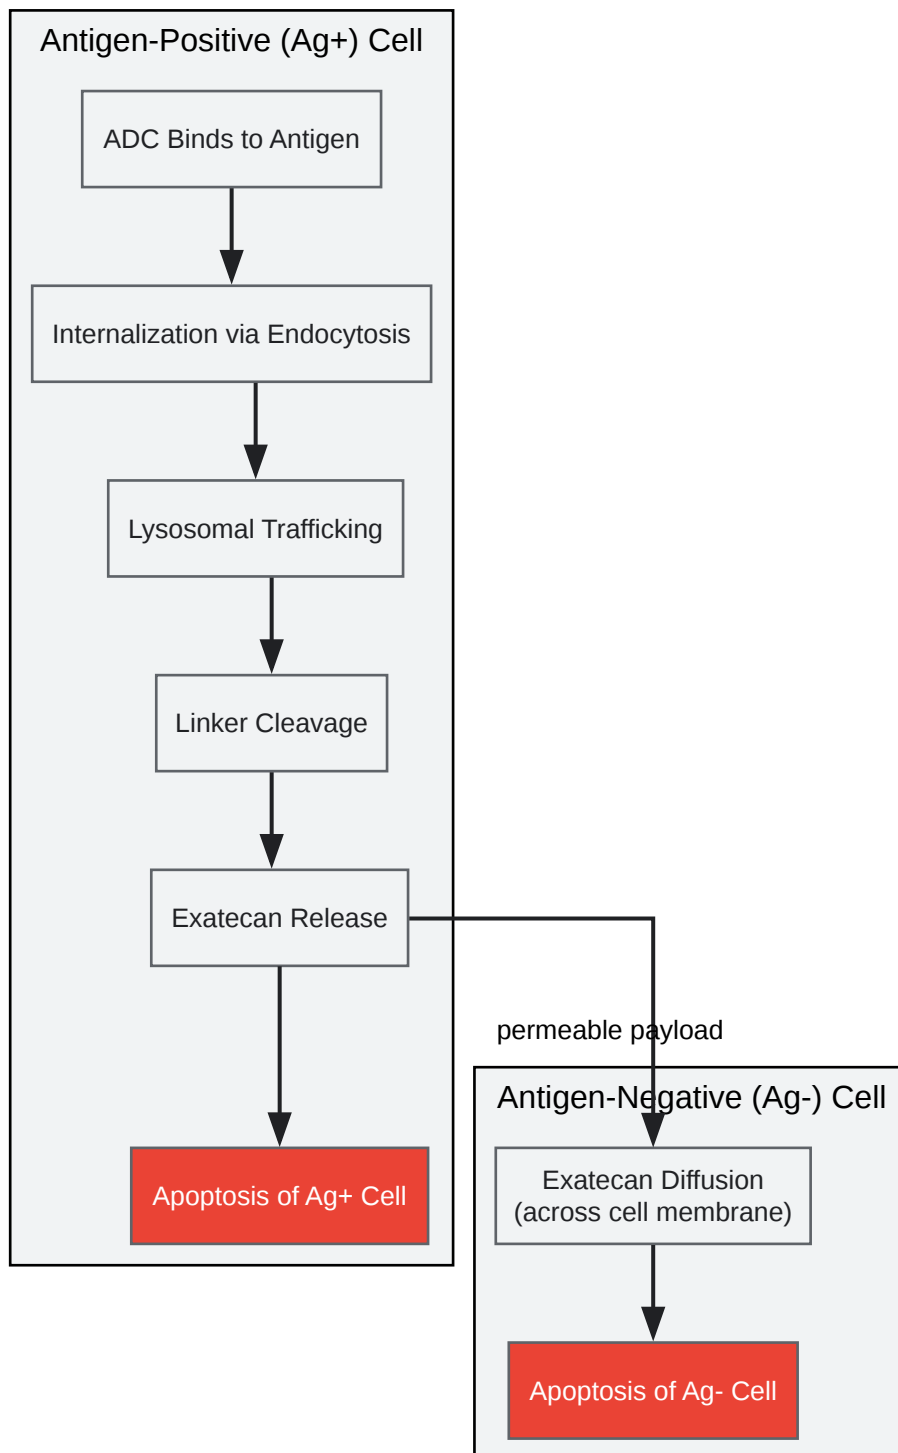 Antigen-Positive (Ag+) Cell
ADC Binds to Antigen
Internalization via Endocytosis
Lysosomal Trafficking
Linker Cleavage
Exatecan Release
Apoptosis of Ag+ Cell
permeable payload
Antigen-Negative (Ag-) Cell
Exatecan Diffusion
(across cell membrane)
Apoptosis of Ag- Cell